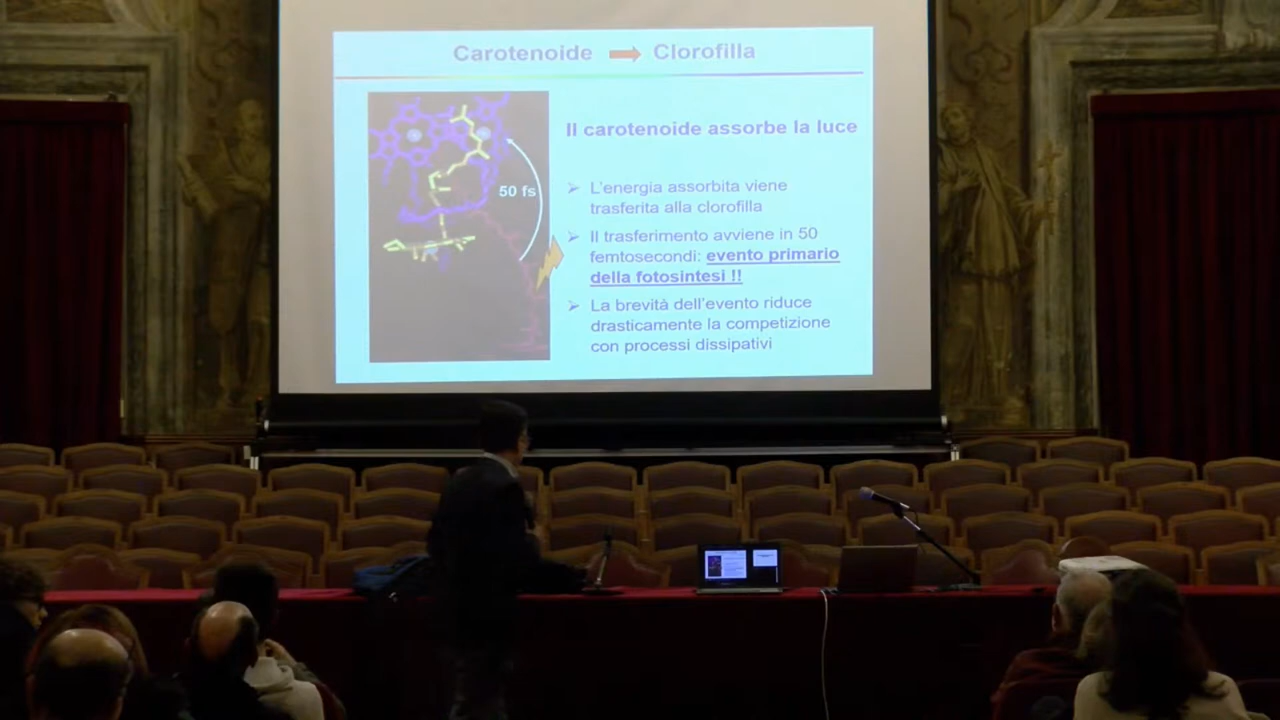 Carotenoide Clorofilla
Il carotenoide assorbe la luce
50 fs
L'energia assorbita viene
trasferita alla clorofilla
Il trasferimento avviene in 50
femtosecondi: evento primario
della fotosintesi !!
La brevità dell'evento riduce
drasticamente la competizione
con processi dissipativi